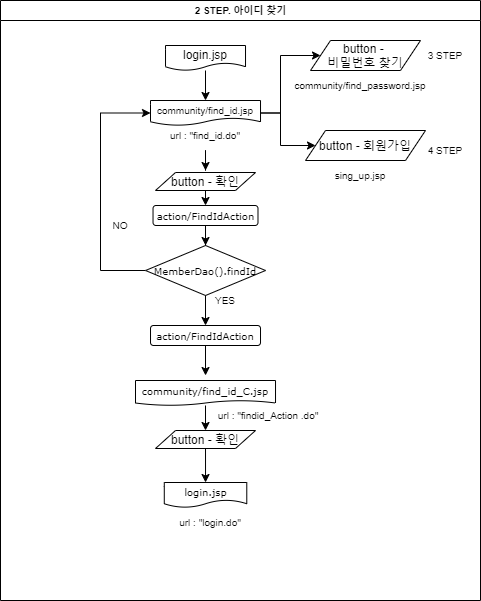 2 STEP. 아이디 찾기
login.jsp
button -
비밀번호 찾기
3 STEP
community/find_password.jsp
community/find_id.jsp
url : "find_id.do"
button - 회원가입
4 STEP
sing_up.jsp
button - 확인
action/FindIdAction
NO
MemberDao().findId
YES
action/FindIdAction
community/find_id_C.jsp
url : "findid_Action .do"
button - 확인
login.jsp
url : "login.do"